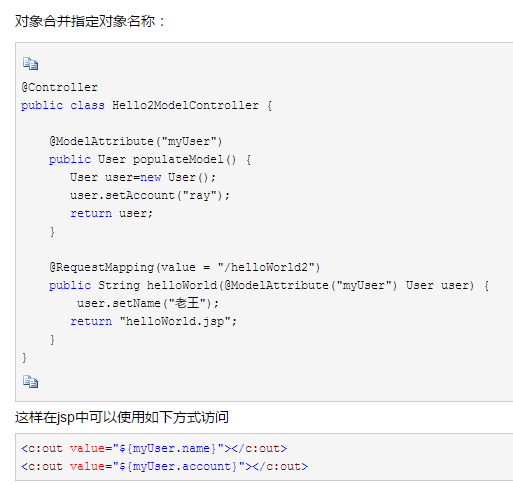 对象合并指定对象名称：
@Controller
public class Hello2ModelController {
@ModelAttribute("myUser")
public User populateModel() {
User user=new User();
user.setAccount("ray");
return user;
}
@RequestMapping(value = "/helloWorld2")
public String helloWorld(@ModelAttribute("myUser") User user) {
user.setName("老王");
return "helloWorld.jsp";
}
}
这样在jsp中可以使用如下方式访问
<c:out value="${myUser.name}"></c:out>
<c:out value="${myUser.account}"></c:out>